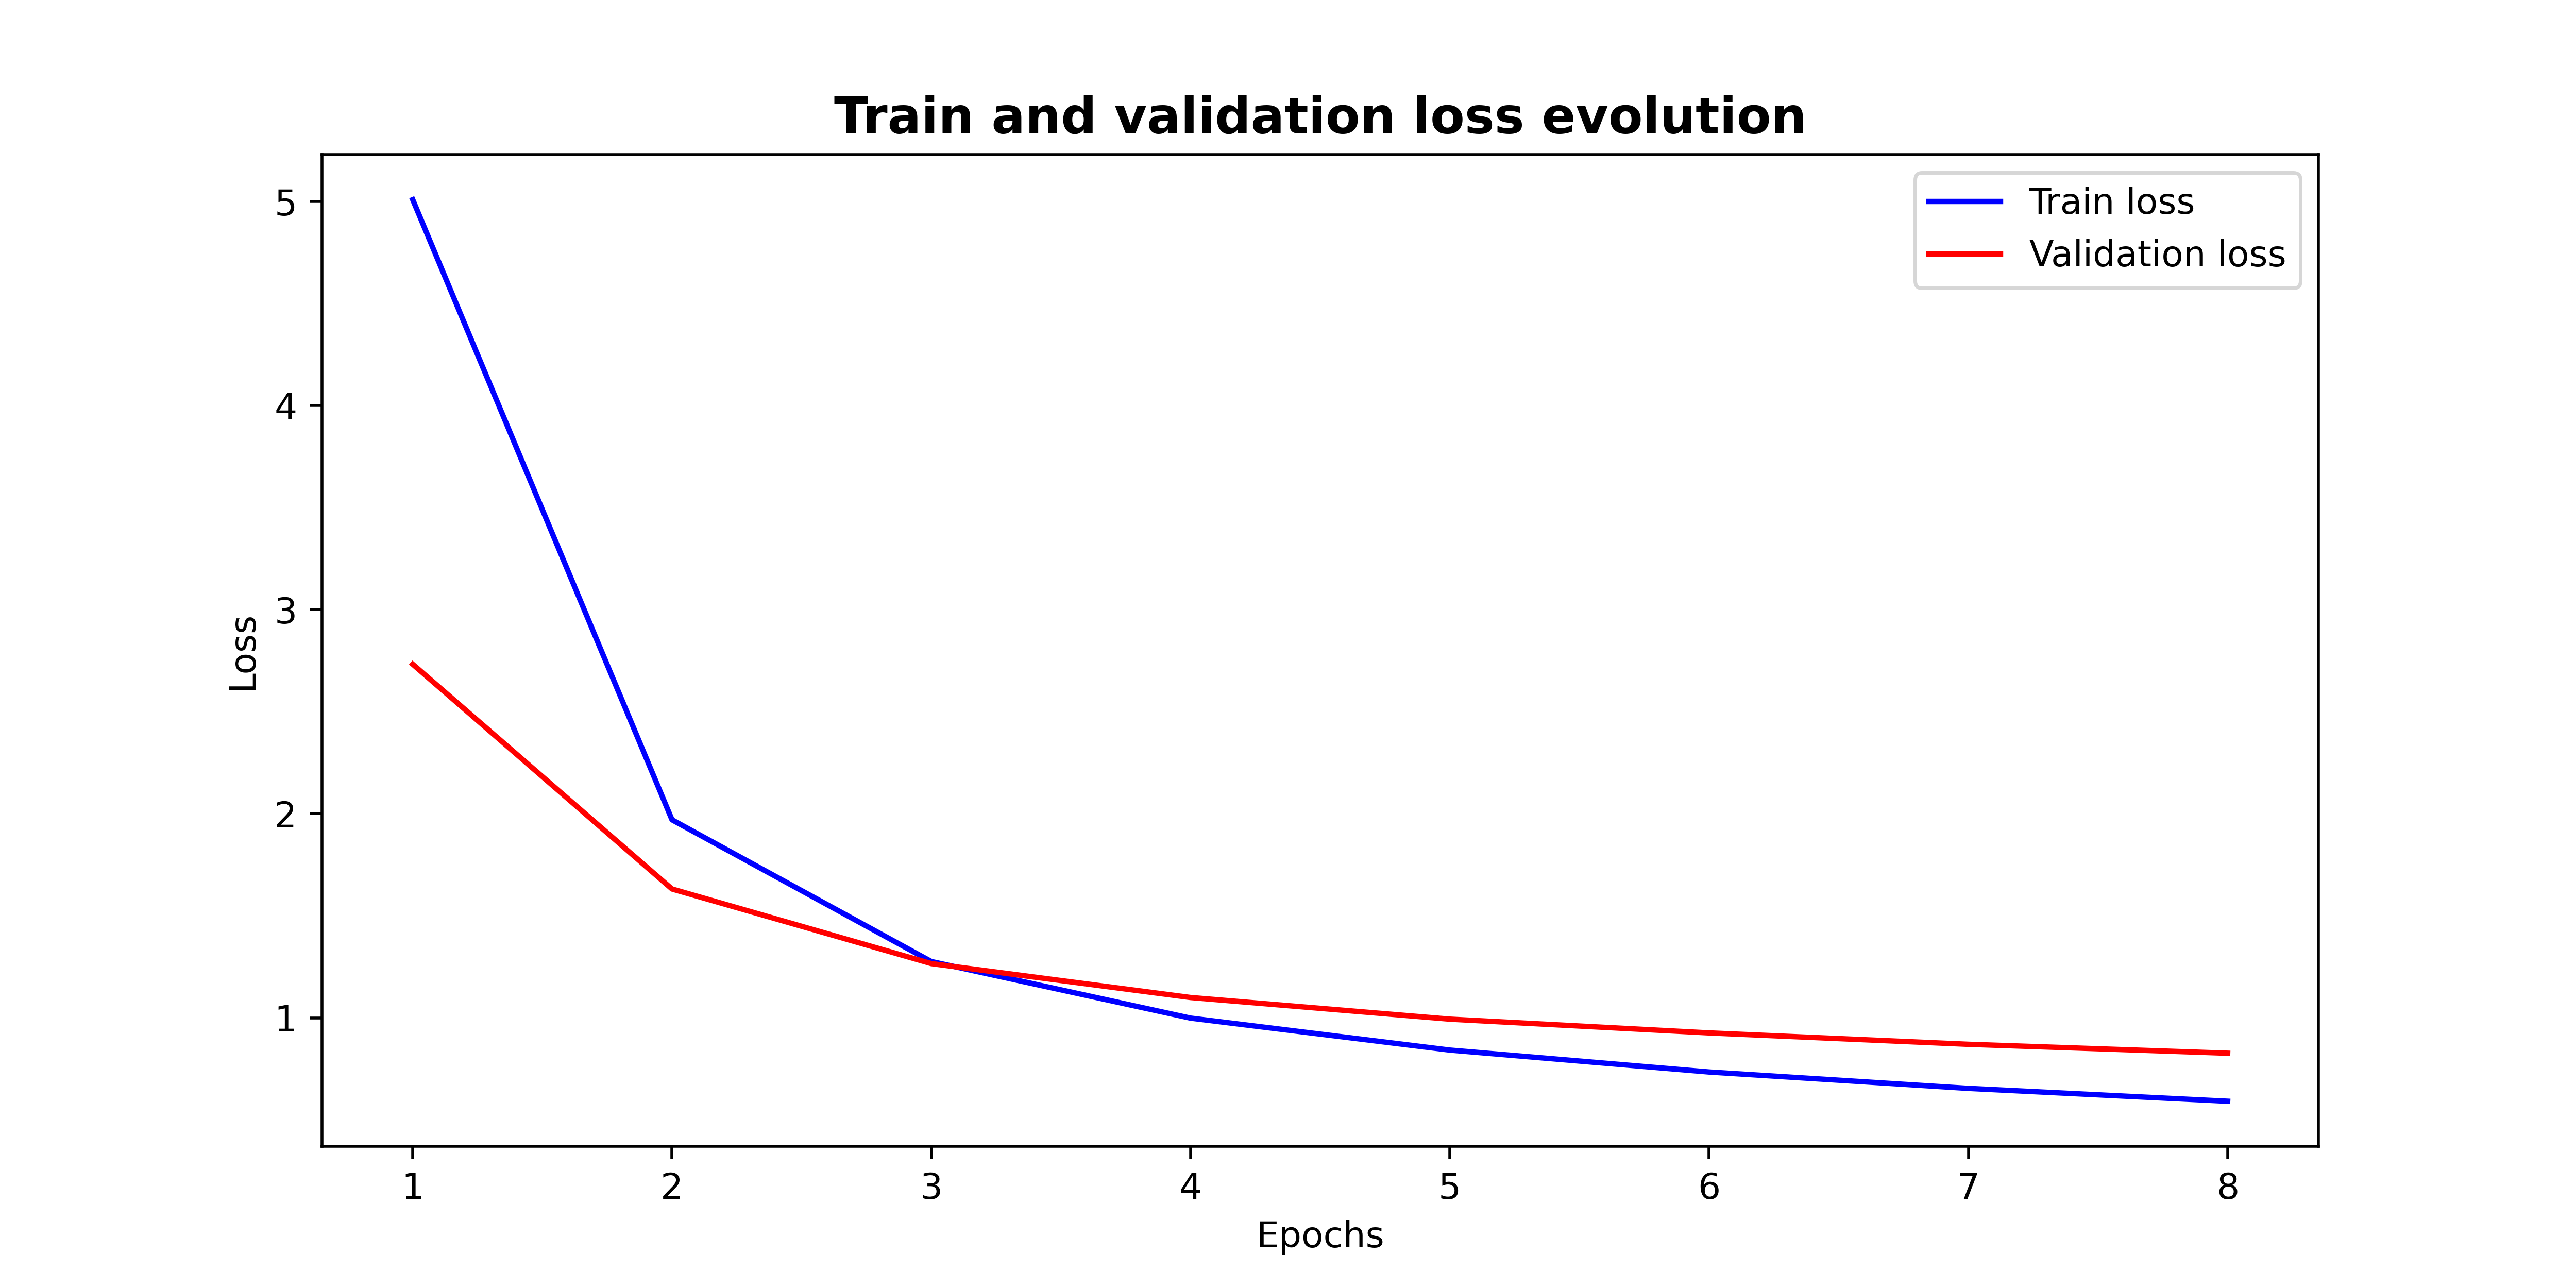 Train and validation loss evolution
Train loss
Validation loss
5
4
3
2
1
Loss
1 2 3 4 5 6 7 8
Epochs